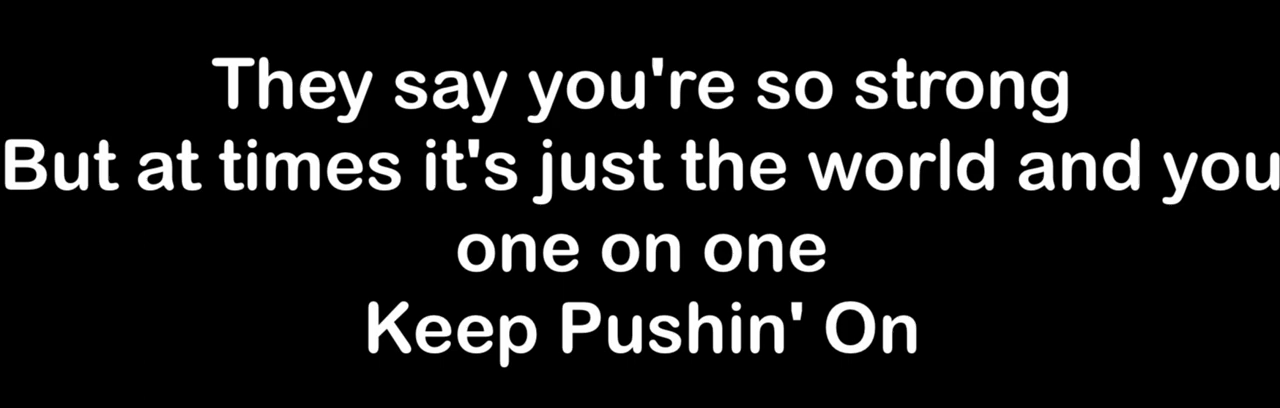 They say you're so strong
But at times it's just the world and you
one on one
Keep Pushin' On